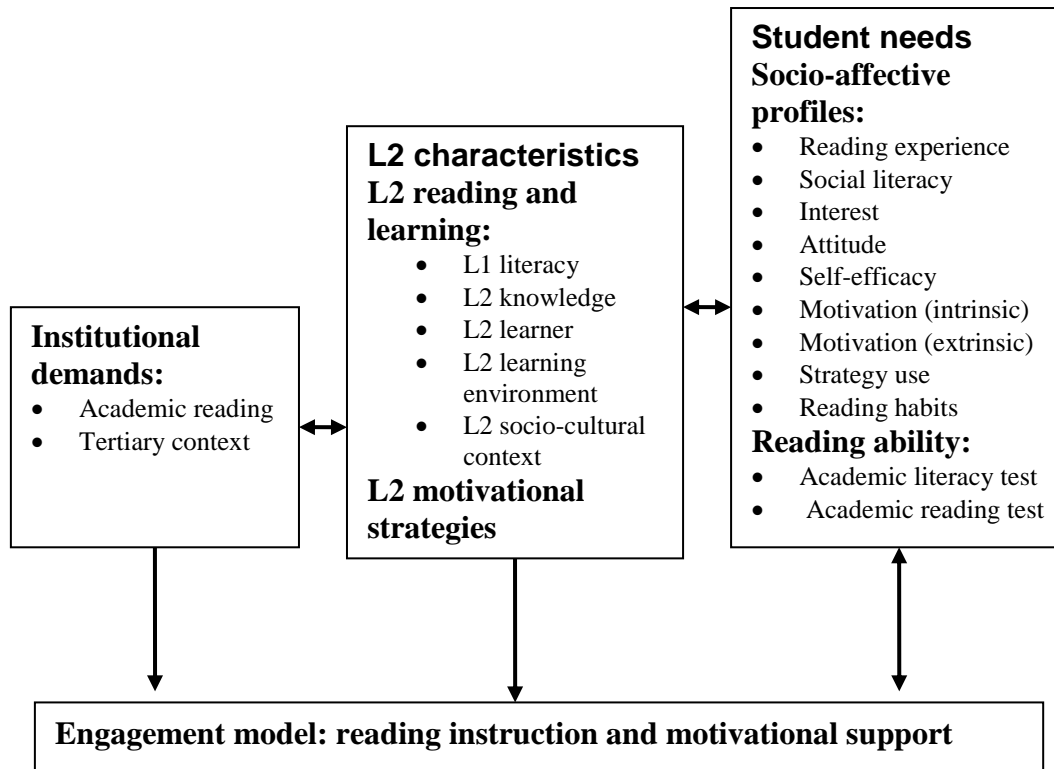 Institutional
demands:
• Academic reading
• Tertiary context
L2 characteristics
L2 reading and
learning:
• L1 literacy
• L2 knowledge
• L2 learner
• L2 learning
environment
• L2 socio-cultural
context
L2 motivational
strategies
Student needs
Socio-affective
profiles:
• Reading experience
• Social literacy
• Interest
• Attitude
• Self-efficacy
• Motivation (intrinsic)
• Motivation (extrinsic)
• Strategy use
• Reading habits
Reading ability:
• Academic literacy test
• Academic reading test
Engagement model: reading instruction and motivational support